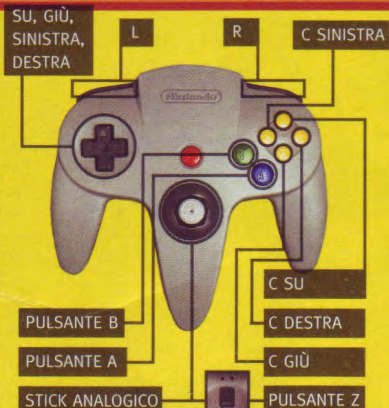 SU, GIÙ,
SINISTRA,
DESTRA
L
R
C SINISTRA
Nintendo
C SU
PULSANTE B
C DESTRA
PULSANTE A
C GIÙ
STICK ANALOGICO
PULSANTE Z